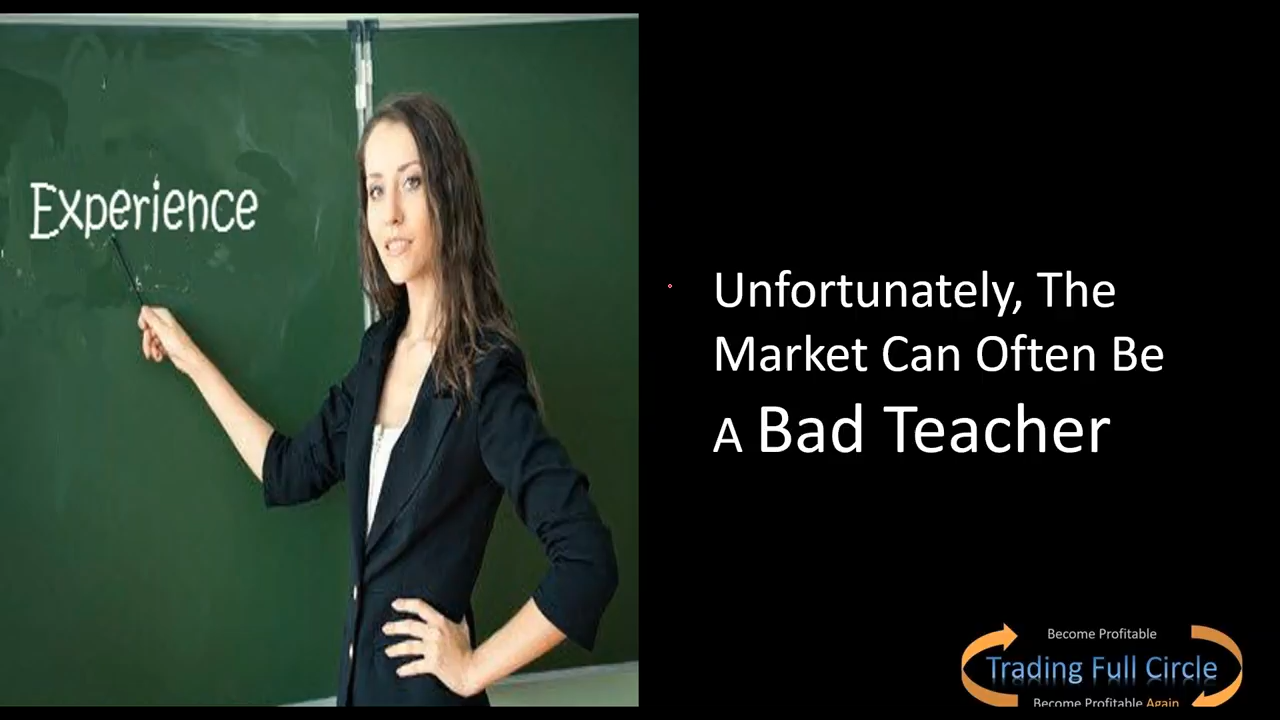 Experience
Unfortunately, The
Market Can Often Be
A Bad Teacher
Become Profitable
Trading Full Circle
Become Profitable Again